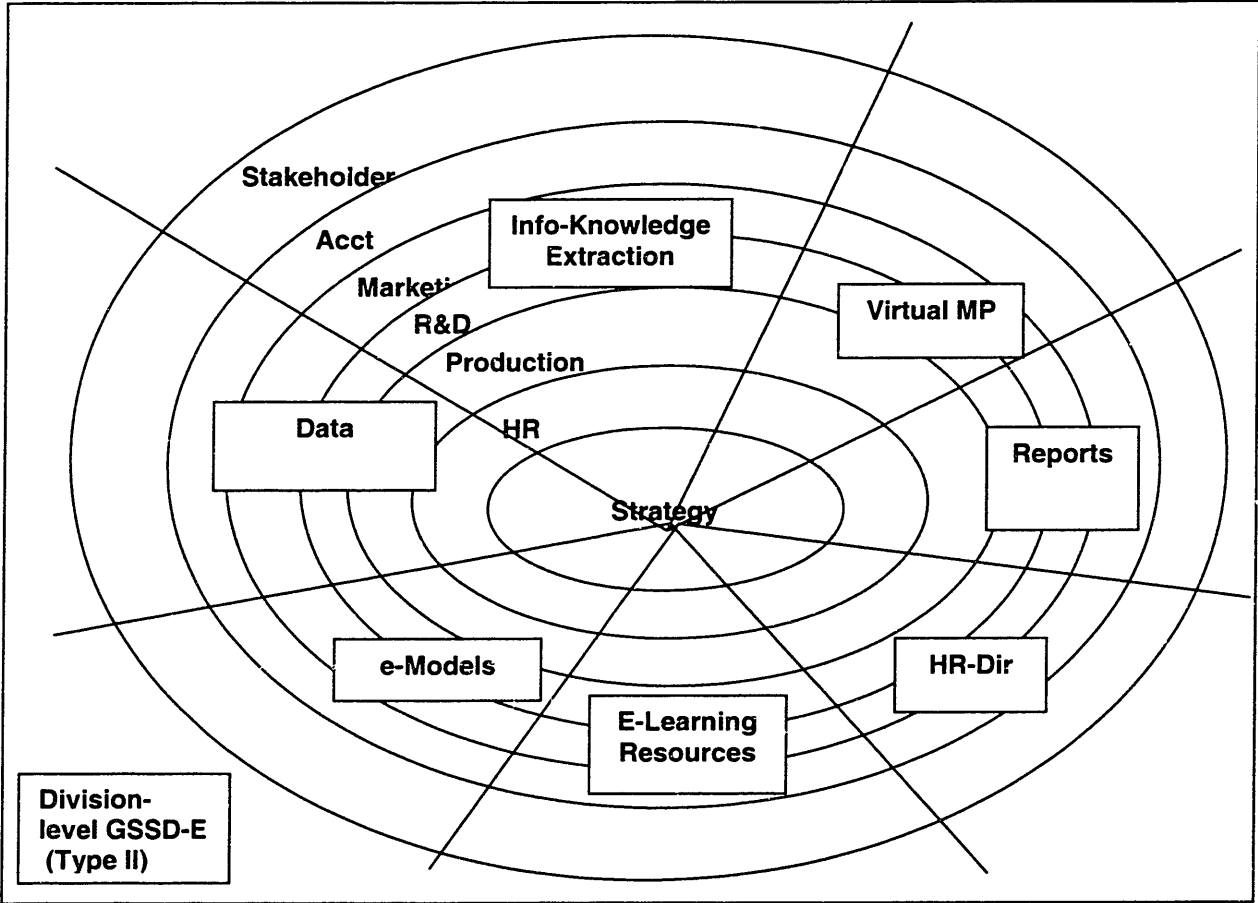 Stakeholder
Acct
Info-Knowledge
Extraction
Marketi
Virtual MP
R&D
Production
Data
HR
Reports
Strategy
e-Models
HR-Dir
E-Learning
Resources
Division-
level GSSD-E
(Type II)